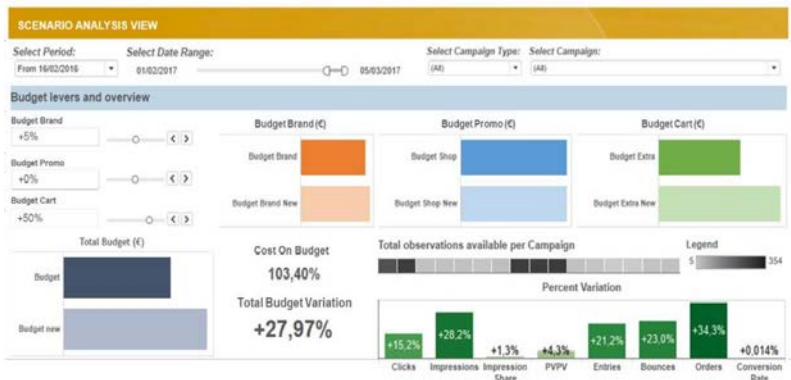 SCENARIO ANALYSIS VIEW
Select Period: Select Date Range: Select Campaign Type: Select Campaign:
From 16/02/2016 01/02/2017 05/03/2017 (All) (All)
Budget levers and overview
Budget Brand
+5%
Budget Promo
+0%
Budget Cart
+50%
Budget Brand (€)
Budget Brand
Budget Brand New
Budget Promo (€)
Budget Shop
Budget Shop New
Budget Cart (€)
Budget Extra
Budget Extra New
Total Budget (€)
Budget
Budget new
Cost On Budget
103,40%
Total Budget Variation
+27,97%
Total observations available per Campaign
Legend
5 354
Percent Variation
+15,2% +28,2% +1,3% +4,3% +21,2% +23,0% +34,3% +0,014%
Clicks Impressions Impression PVPV Entries Bounces Orders Conversion
Share Rate